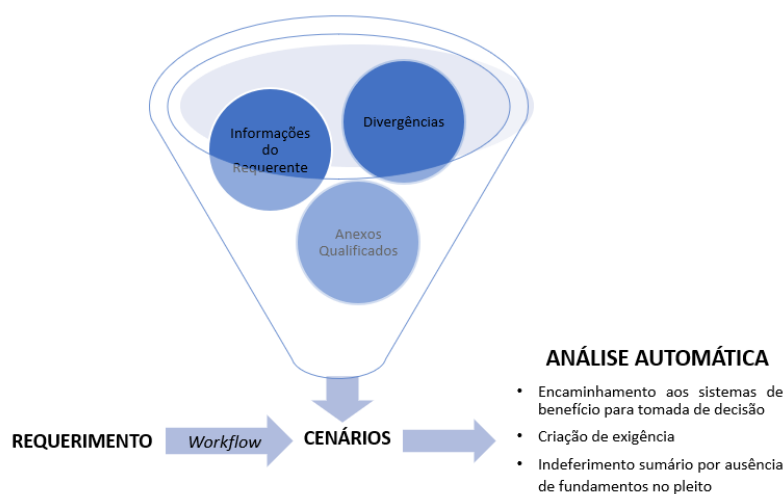 Informações
do
Requerente
Divergências
Anexos
Qualificados
REQUERIMENTO
Workflow
CENÁRIOS
ANÁLISE AUTOMÁTICA
• Encaminhamento aos sistemas de
benefício para tomada de decisão
• Criação de exigência
• Indeferimento sumário por ausência
de fundamentos no pleito